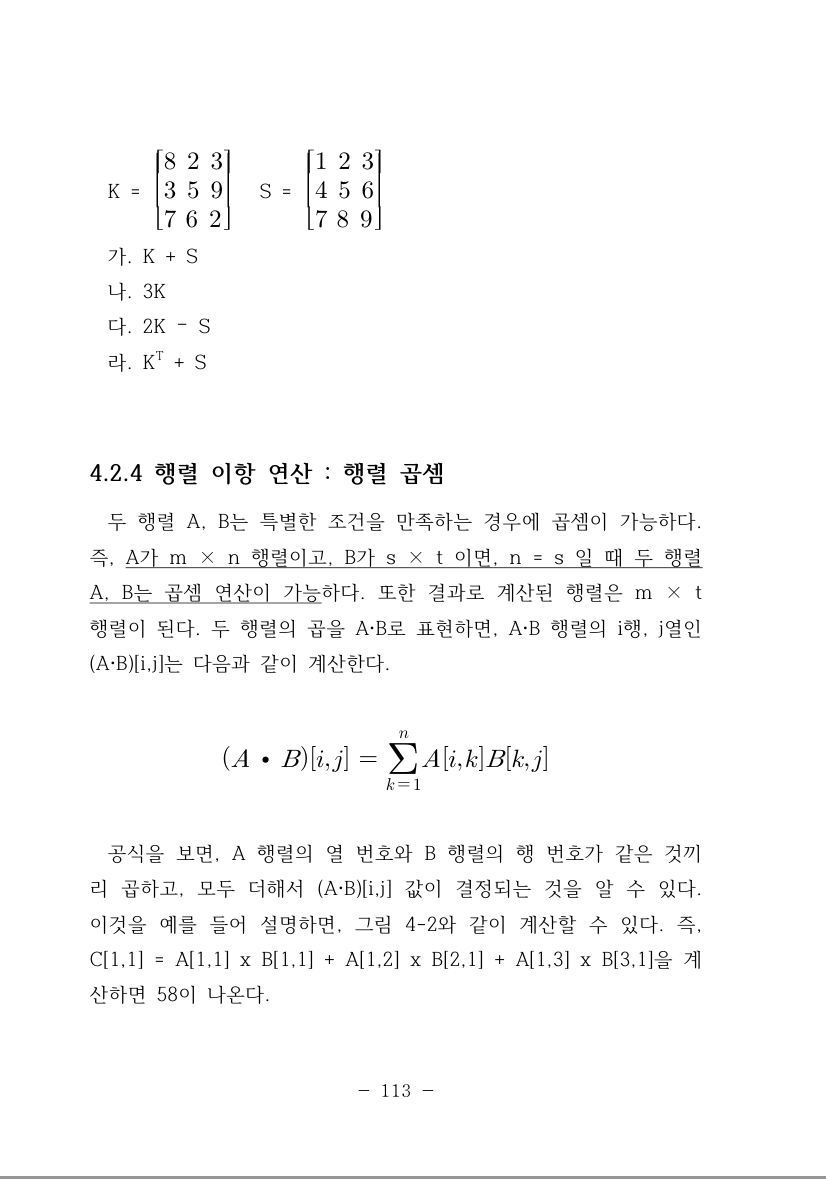 K = [8 2 3
3 5 9
7 6 2] S = [1 2 3
4 5 6
7 8 9]
가. K + S
나. 3K
다. 2K - S
라. Kᵀ + S
4.2.4 행렬 이항 연산 : 행렬 곱셈
두 행렬 A, B는 특별한 조건을 만족하는 경우에 곱셈이 가능하다.
즉, A가 m × n 행렬이고, B가 s × t 이면, n = s 일 때 두 행렬
A, B는 곱셈 연산이 가능하다. 또한 결과로 계산된 행렬은 m × t
행렬이 된다. 두 행렬의 곱을 A·B로 표현하면, A·B 행렬의 i행, j열인
(A·B)[i,j]는 다음과 같이 계산한다.
(A • B)[i,j] = ∑ₖ₌₁ⁿ A[i,k]B[k,j]
공식을 보면, A 행렬의 열 번호와 B 행렬의 행 번호가 같은 것끼
리 곱하고, 모두 더해서 (A·B)[i,j] 값이 결정되는 것을 알 수 있다.
이것을 예를 들어 설명하면, 그림 4-2와 같이 계산할 수 있다. 즉,
C[1,1] = A[1,1] x B[1,1] + A[1,2] x B[2,1] + A[1,3] x B[3,1]을 계
산하면 58이 나온다.
- 113 -